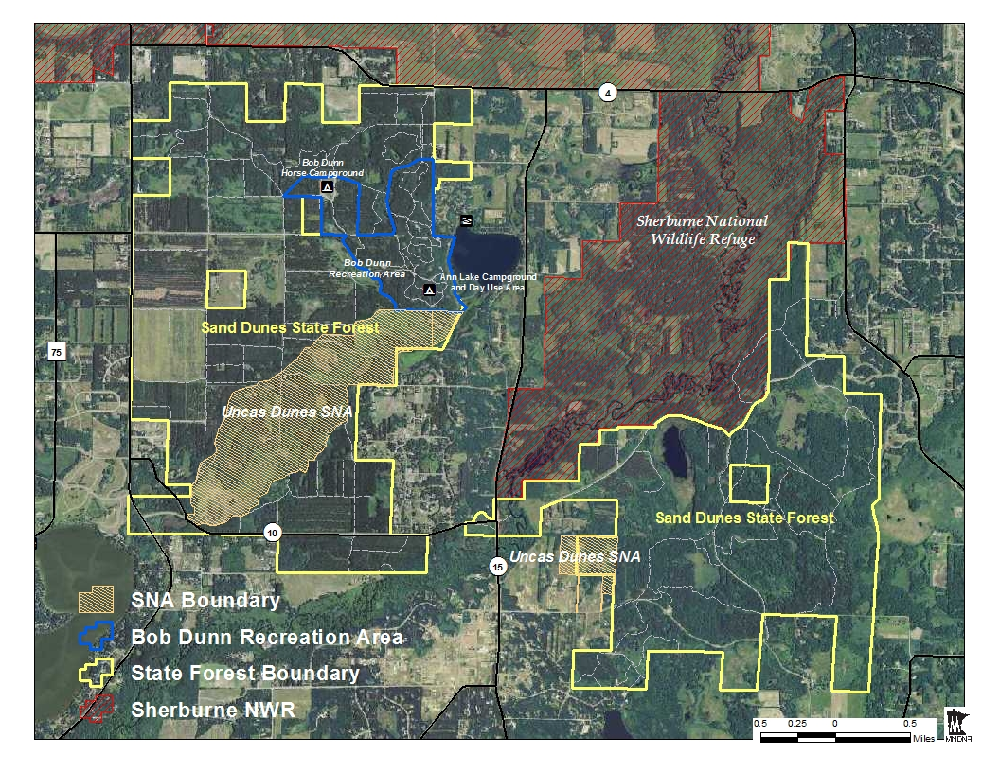 4
Bob Dunn
Horse Campground
Sherburne National
Wildlife Refuge
Bob Dunn
Recreation Area
Ann Lake Campground
and Day Use Area
Sand Dunes State Forest
75
Uncas Dunes SNA
Sand Dunes State Forest
10
Uncas Dunes SNA
15
SNA Boundary
Bob Dunn Recreation Area
State Forest Boundary
Sherburne NWR
0.5 0.25 0 0.5
Miles
MNDNR